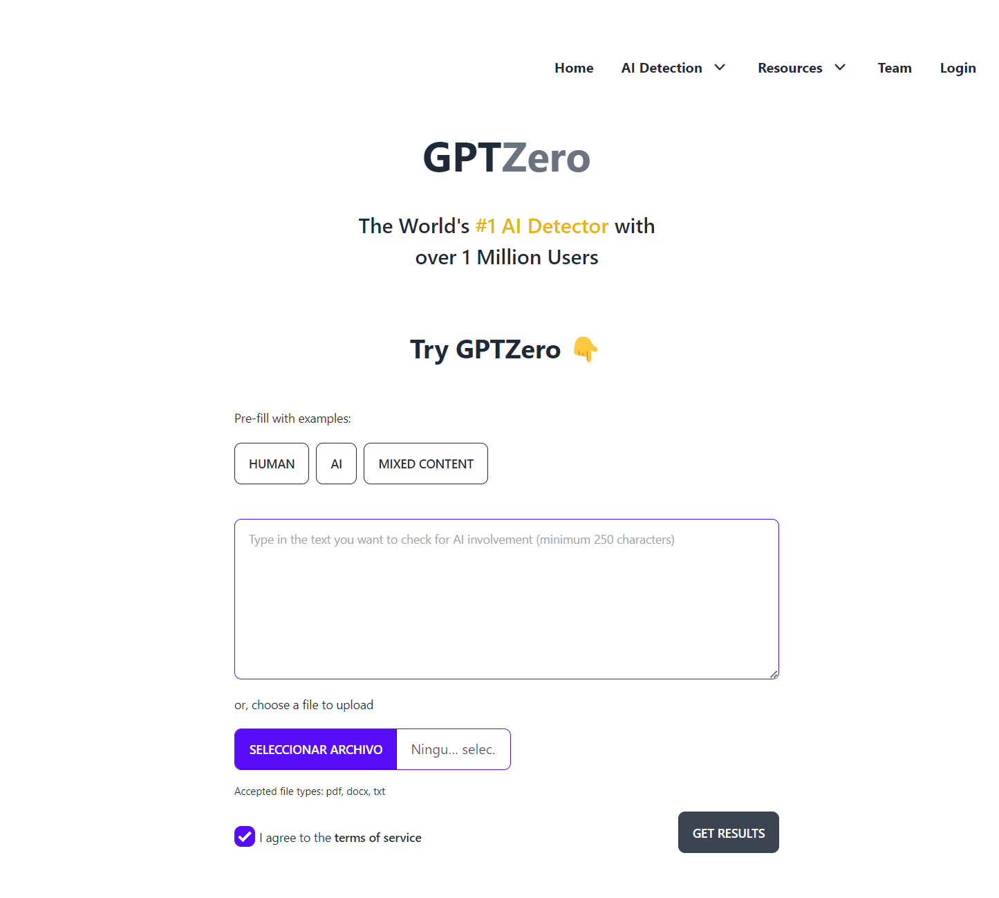 Home AI Detection Resources Team Login
GPTZero
The World's #1 AI Detector with
over 1 Million Users
Try GPTZero 👇
Pre-fill with examples:
HUMAN AI MIXED CONTENT
Type in the text you want to check for AI involvement (minimum 250 characters)
or, choose a file to upload
SELECCIONAR ARCHIVO Ningu... selec.
Accepted file types: pdf, docx, txt
I agree to the terms of service
GET RESULTS